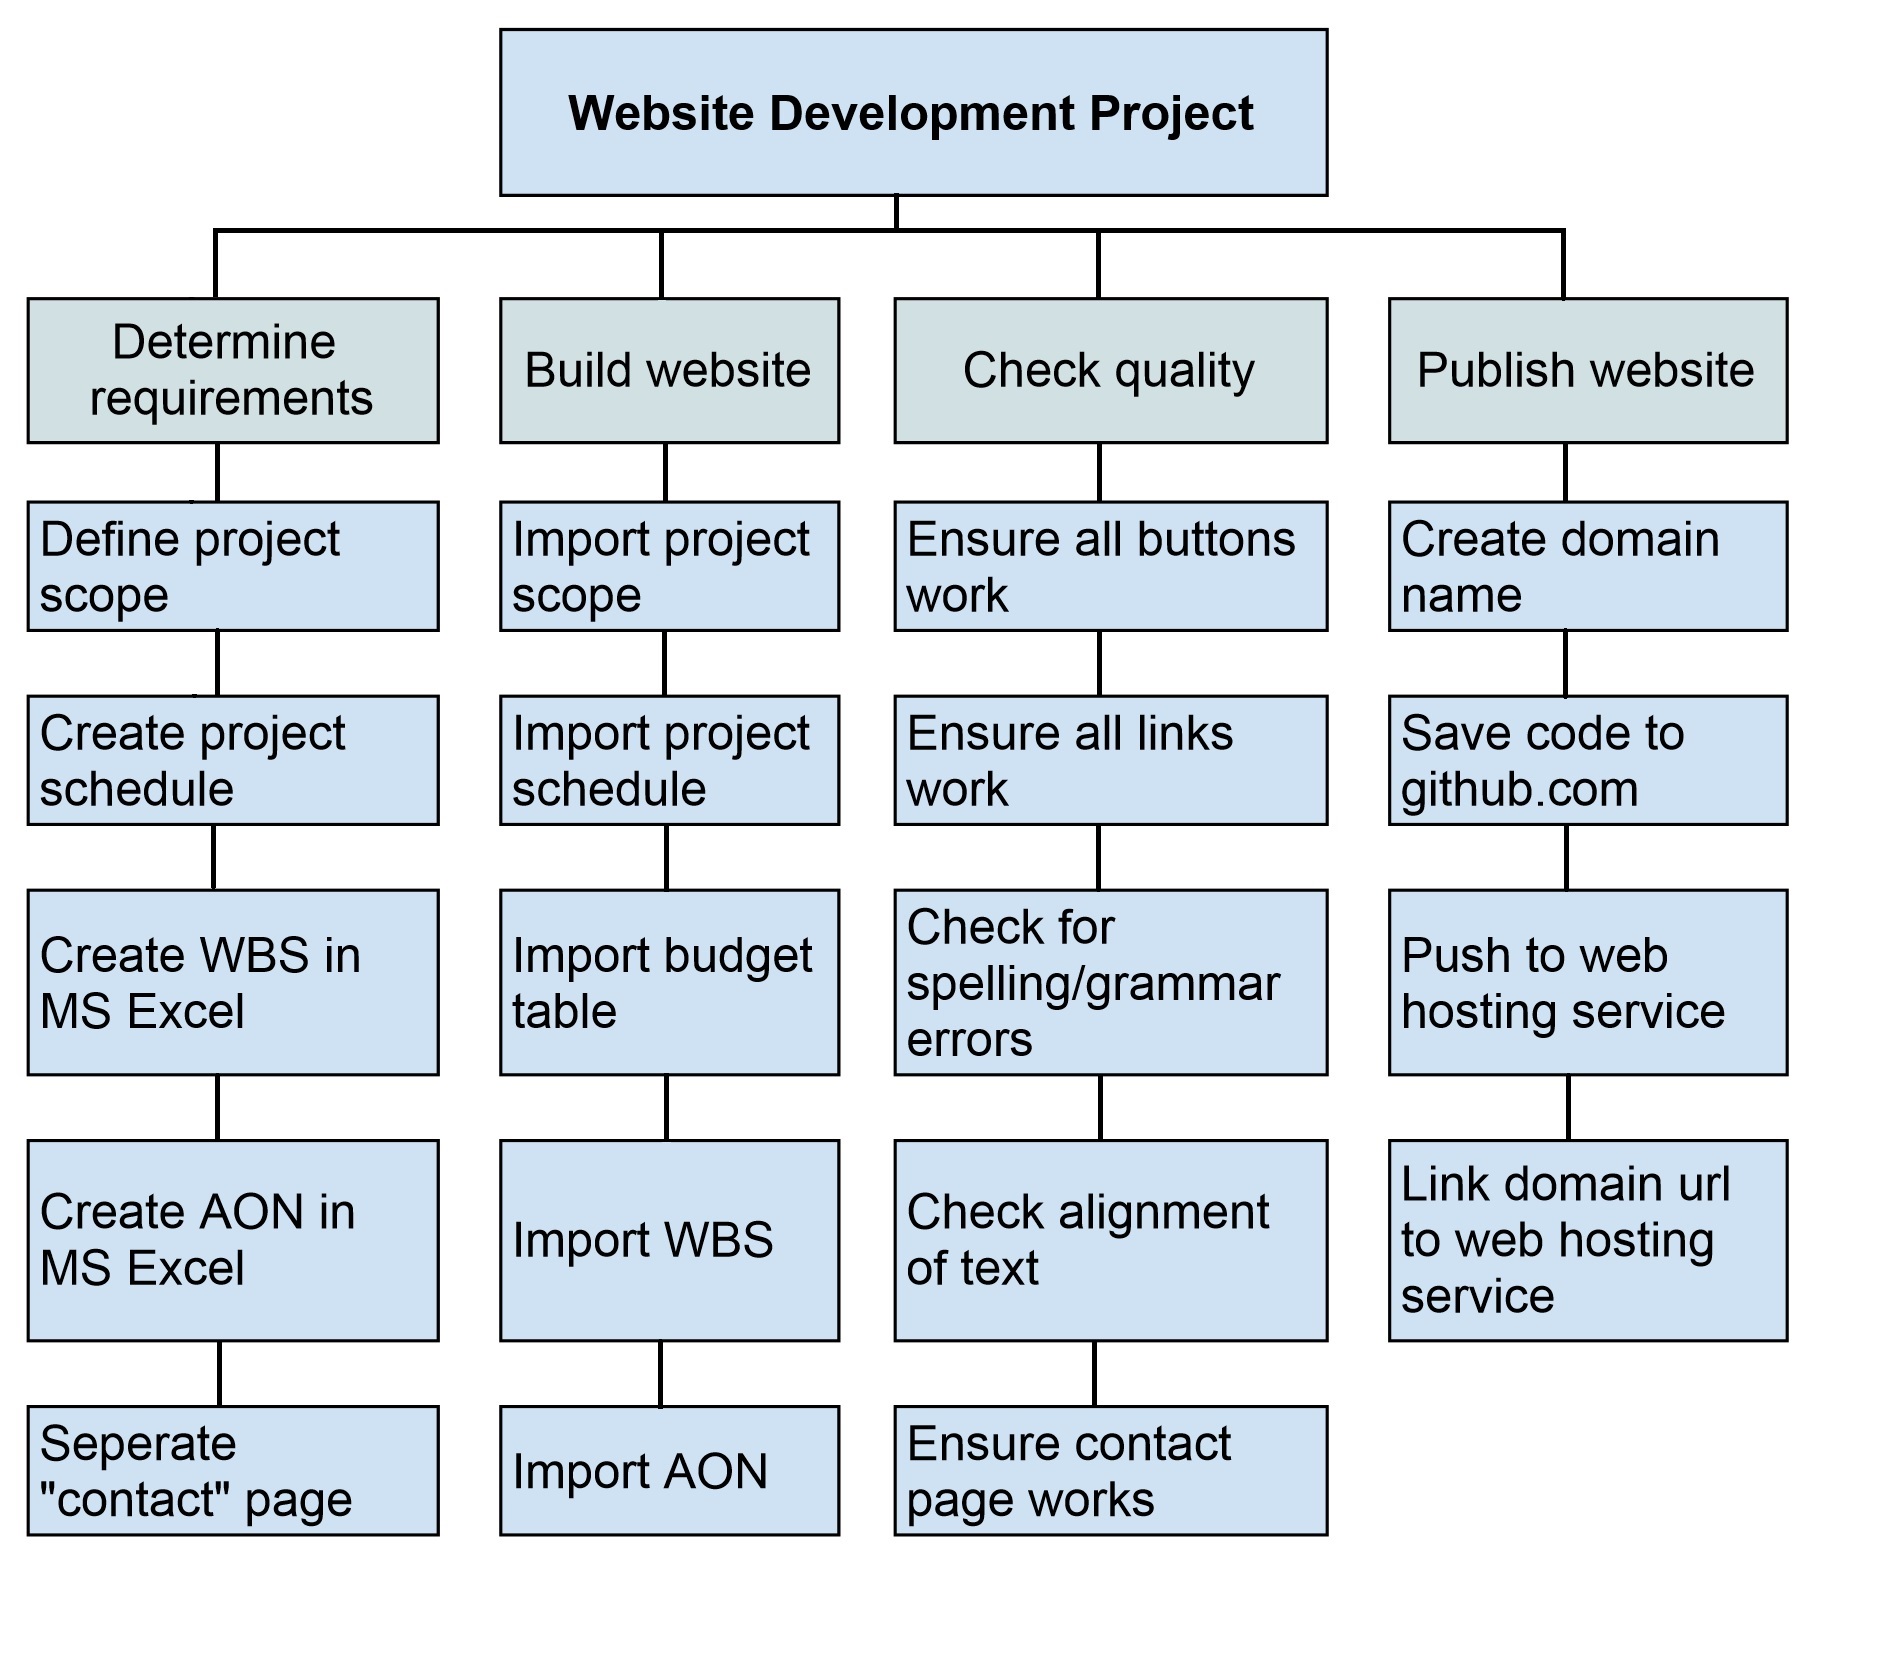 Website Development Project
Determine
requirements
Define project
scope
Create project
schedule
Create WBS in
MS Excel
Create AON in
MS Excel
Seperate
"contact" page
Build website
Import project
scope
Import project
schedule
Import budget
table
Import WBS
Import AON
Check quality
Ensure all buttons
work
Ensure all links
work
Check for
spelling/grammar
errors
Check alignment
of text
Ensure contact
page works
Publish website
Create domain
name
Save code to
github.com
Push to web
hosting service
Link domain url
to web hosting
service